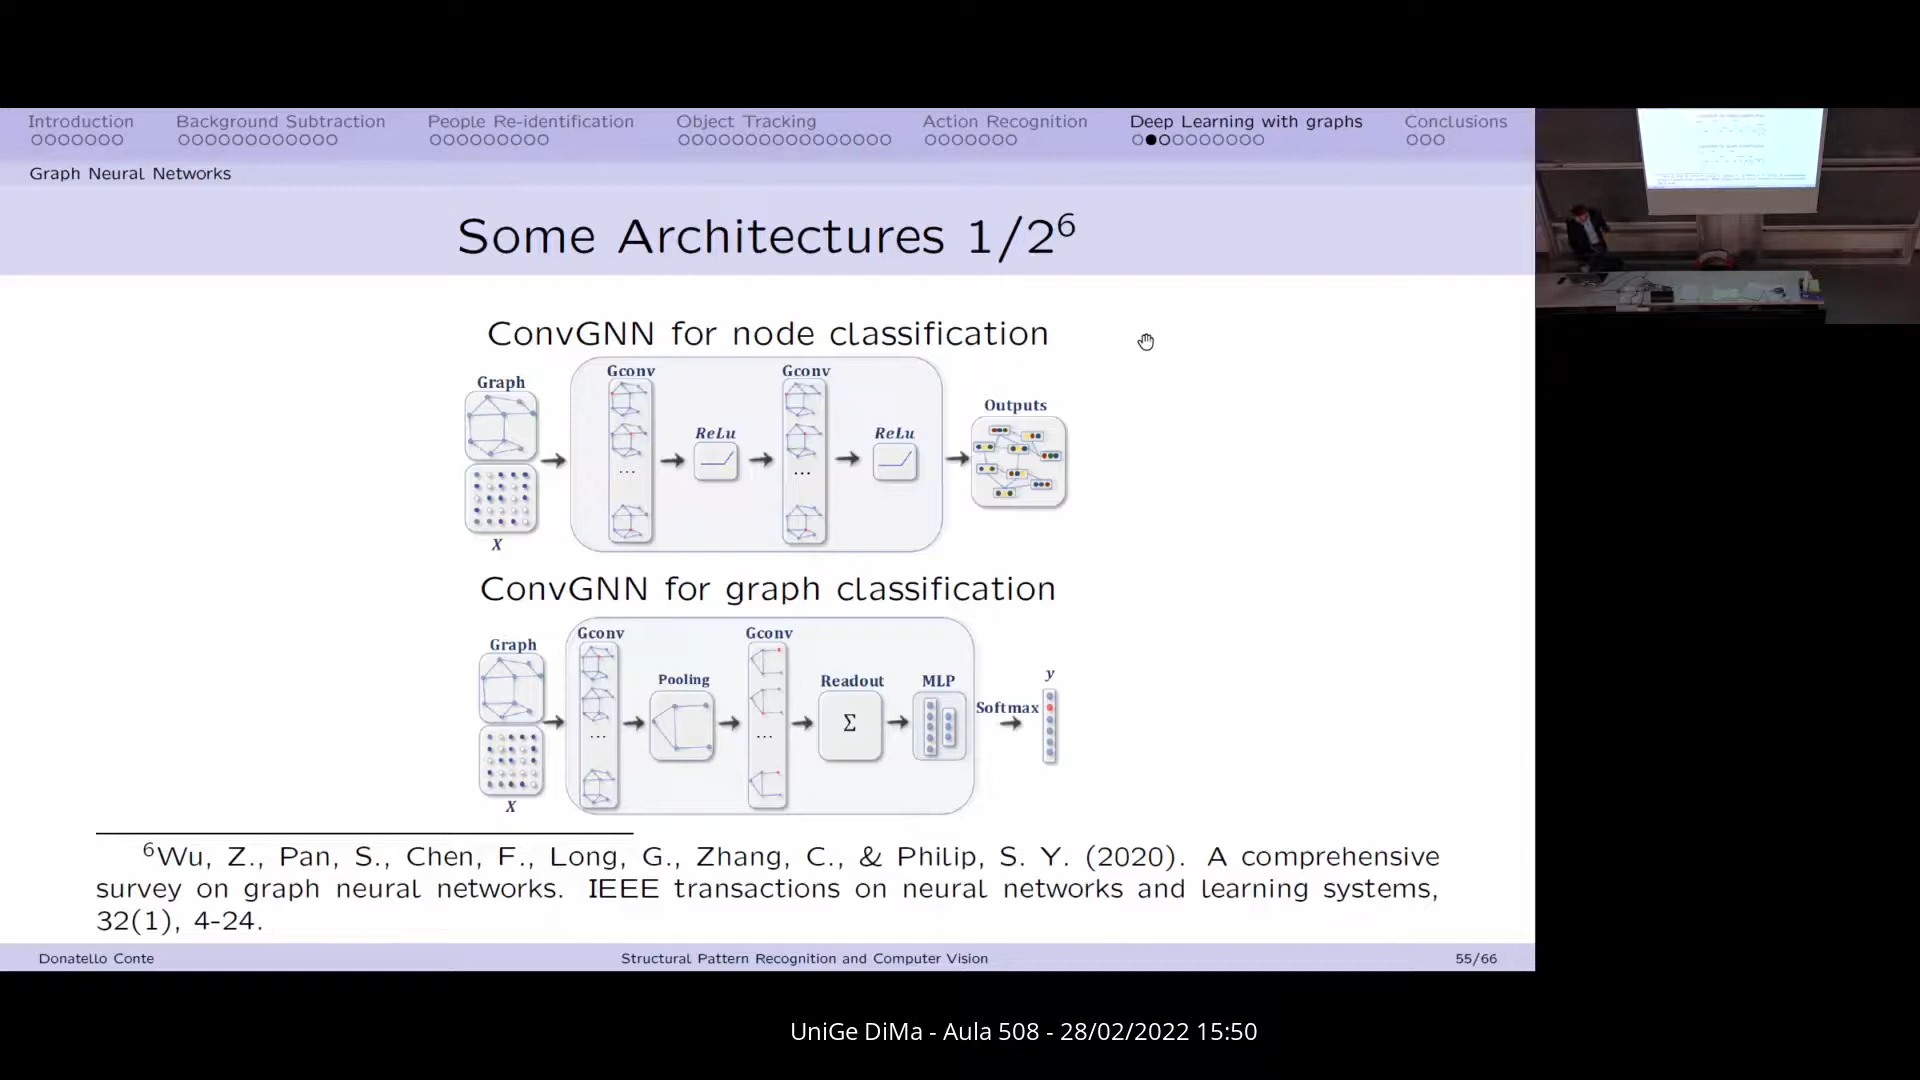 Introduction Background Subtraction People Re-identification Object Tracking Action Recognition Deep Learning with graphs Conclusions
Graph Neural Networks
Some Architectures 1/2⁶
ConvGNN for node classification
Graph
Gconv
Gconv
ReLu
ReLu
Outputs
...
...
X
ConvGNN for graph classification
Graph
Gconv
Pooling
Gconv
Readout
MLP
Softmax
y
Σ
...
...
X
⁶Wu, Z., Pan, S., Chen, F., Long, G., Zhang, C., & Philip, S. Y. (2020). A comprehensive
survey on graph neural networks. IEEE transactions on neural networks and learning systems,
32(1), 4-24.
Donatello Conte Structural Pattern Recognition and Computer Vision 55/66
UniGe DiMa - Aula 508 - 28/02/2022 15:50